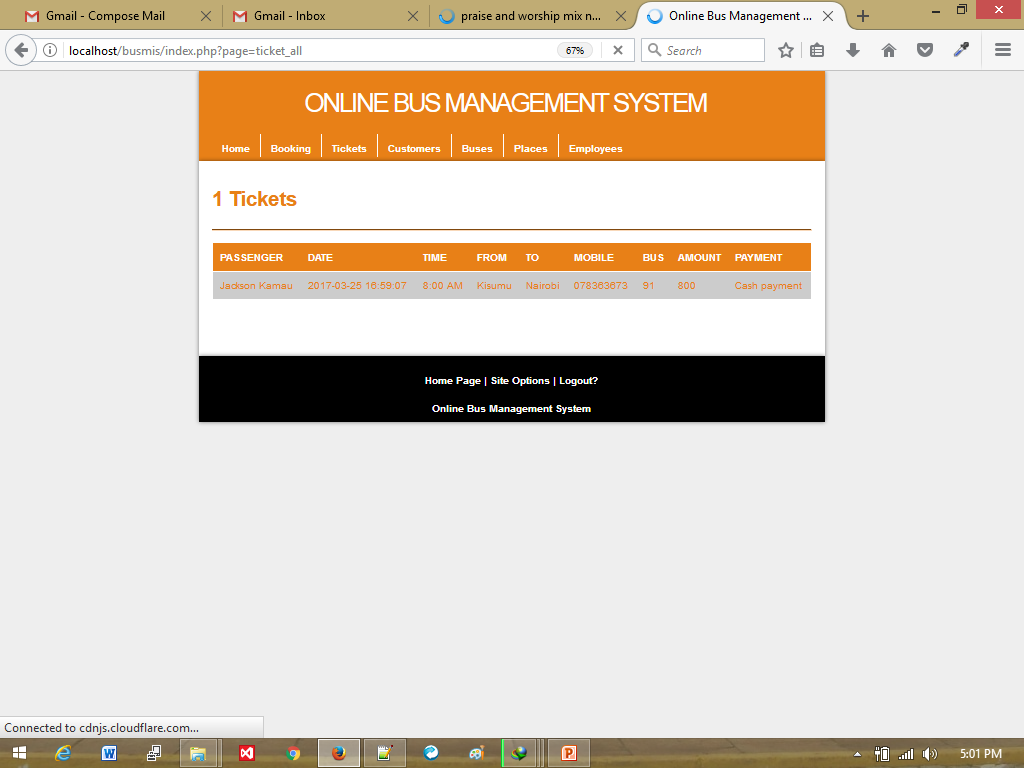 Gmail - Compose Mail
Gmail - Inbox
praise and worship mix n...
Online Bus Management ...
localhost/busmis/index.php?page=ticket_all
67%
Search
ONLINE BUS MANAGEMENT SYSTEM
Home Booking Tickets Customers Buses Places Employees
1 Tickets
PASSENGER DATE TIME FROM TO MOBILE BUS AMOUNT PAYMENT
Jadison Kamau 2017-03-25 16:59:07 8:00 AM Kisumu Nairobi 078363673 91 800 Cash payment
Home Page | Site Options | Logout?
Online Bus Management System
Connected to cdnjs.cloudflare.com...
5:01 PM